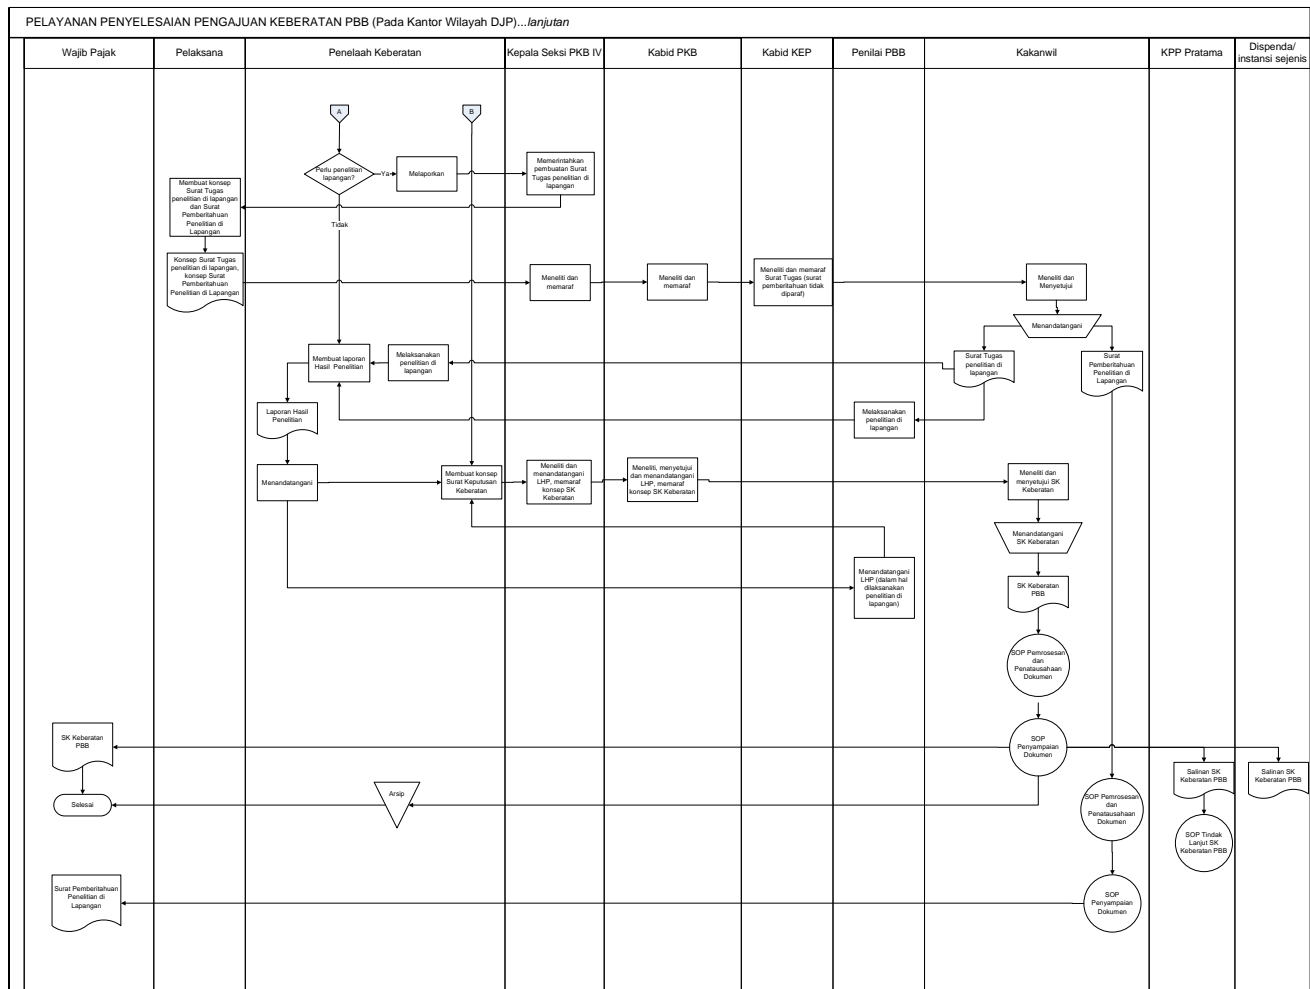 PELAYANAN PENYELESAIAN PENGAJUAN KEBERATAN PBB (Pada Kantor Wilayah DJP)...lanjutan
Wajib Pajak
Pelaksana
Penelaah Keberatan
Kepala Seksi PKB IV
Kabid PKB
Kabid KEP
Penilai PBB
Kakanwil
KPP Pratama
Dispenda/
instansi sejenis
A
B
Perlu penelitian
lapangan?
Ya
Melaporkan
Memerintahkan
pembuatan Surat
Tugas penelitian di
lapangan
Membuat konsep
Surat Tugas
penelitian di lapangan
dan Surat
Pemberitahuan
Penelitian di
Lapangan
Tidak
Konsep Surat Tugas
penelitian di lapangan,
konsep Surat
Pemberitahuan
Penelitian di Lapangan
Meneliti dan
memaraf
Meneliti dan
memaraf
Meneliti dan memaraf
Surat Tugas (surat
pemberitahuan tidak
diparaf)
Meneliti dan
Menyetujui
Menandatangani
Membuat laporan
Hasil Penelitian
Melaksanakan
penelitian di
lapangan
Surat Tugas
penelitian di
lapangan
Surat
Pemberitahuan
Penelitian di
Lapangan
Laporan Hasil
Penelitian
Melaksanakan
penelitian di
lapangan
Menandatangani
Membuat konsep
Surat Keputusan
Keberatan
Meneliti dan
menandatangani
LHP, memaraf
konsep SK
Keberatan
Meneliti, menyetujui
dan menandatangani
LHP, memaraf
konsep SK Keberatan
Meneliti dan
menyetujui SK
Keberatan
Menandatangani
SK Keberatan
Menandatangani
LHP (dalam hal
dilaksanakan
penelitian di
lapangan)
SK Keberatan
PBB
SOP Pemrosesan
dan
Penatausahaan
Dokumen
SK Keberatan
PBB
SOP
Penyampaian
Dokumen
Salinan SK
Keberatan PBB
Salinan SK
Keberatan PBB
Selesai
Arsip
SOP Pemrosesan
dan
Penatausahaan
Dokumen
SOP Tindak
Lanjut SK
Keberatan PBB
Surat Pemberitahuan
Penelitian di
Lapangan
SOP
Penyampaian
Dokumen